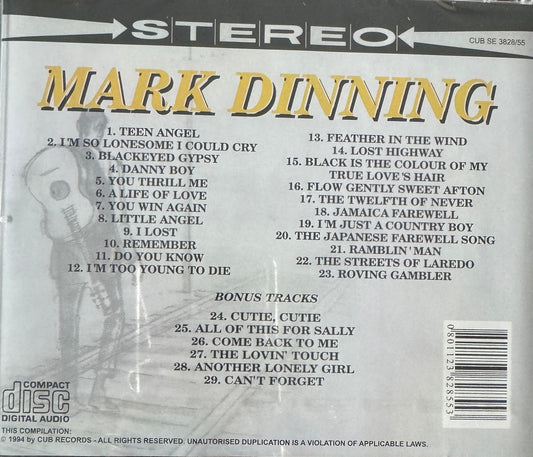 STEREO
CUB SE 3828/55
MARK DINNING
1. TEEN ANGEL
2. I'M SO LONESOME I COULD CRY
3. BLACKEYED GYPSY
4. DANNY BOY
5. YOU THRILL ME
6. A LIFE OF LOVE
7. YOU WIN AGAIN
8. LITTLE ANGEL
9. I LOST
10. REMEMBER
11. DO YOU KNOW
12. I'M TOO YOUNG TO DIE
13. FEATHER IN THE WIND
14. LOST HIGHWAY
15. BLACK IS THE COLOUR OF MY
TRUE LOVE'S HAIR
16. FLOW GENTLY SWEET AFTON
17. THE TWELFTH OF NEVER
18. JAMAICA FAREWELL
19. I'M JUST A COUNTRY BOY
20. THE JAPANESE FAREWELL SONG
21. RAMBLIN' MAN
22. THE STREETS OF LAREDO
23. ROVING GAMBLER
BONUS TRACKS
24. CUTIE, CUTIE
25. ALL OF THIS FOR SALLY
26. COME BACK TO ME
27. THE LOVIN' TOUCH
28. ANOTHER LONELY GIRL
29. CAN'T FORGET
0801123 828553
COMPACT
disc
DIGITAL AUDIO
THIS COMPILATION:
© 1994 by CUB RECORDS - ALL RIGHTS RESERVED. UNAUTORISED DUPLICATION IS A VIOLATION OF APPLICABLE LAWS.